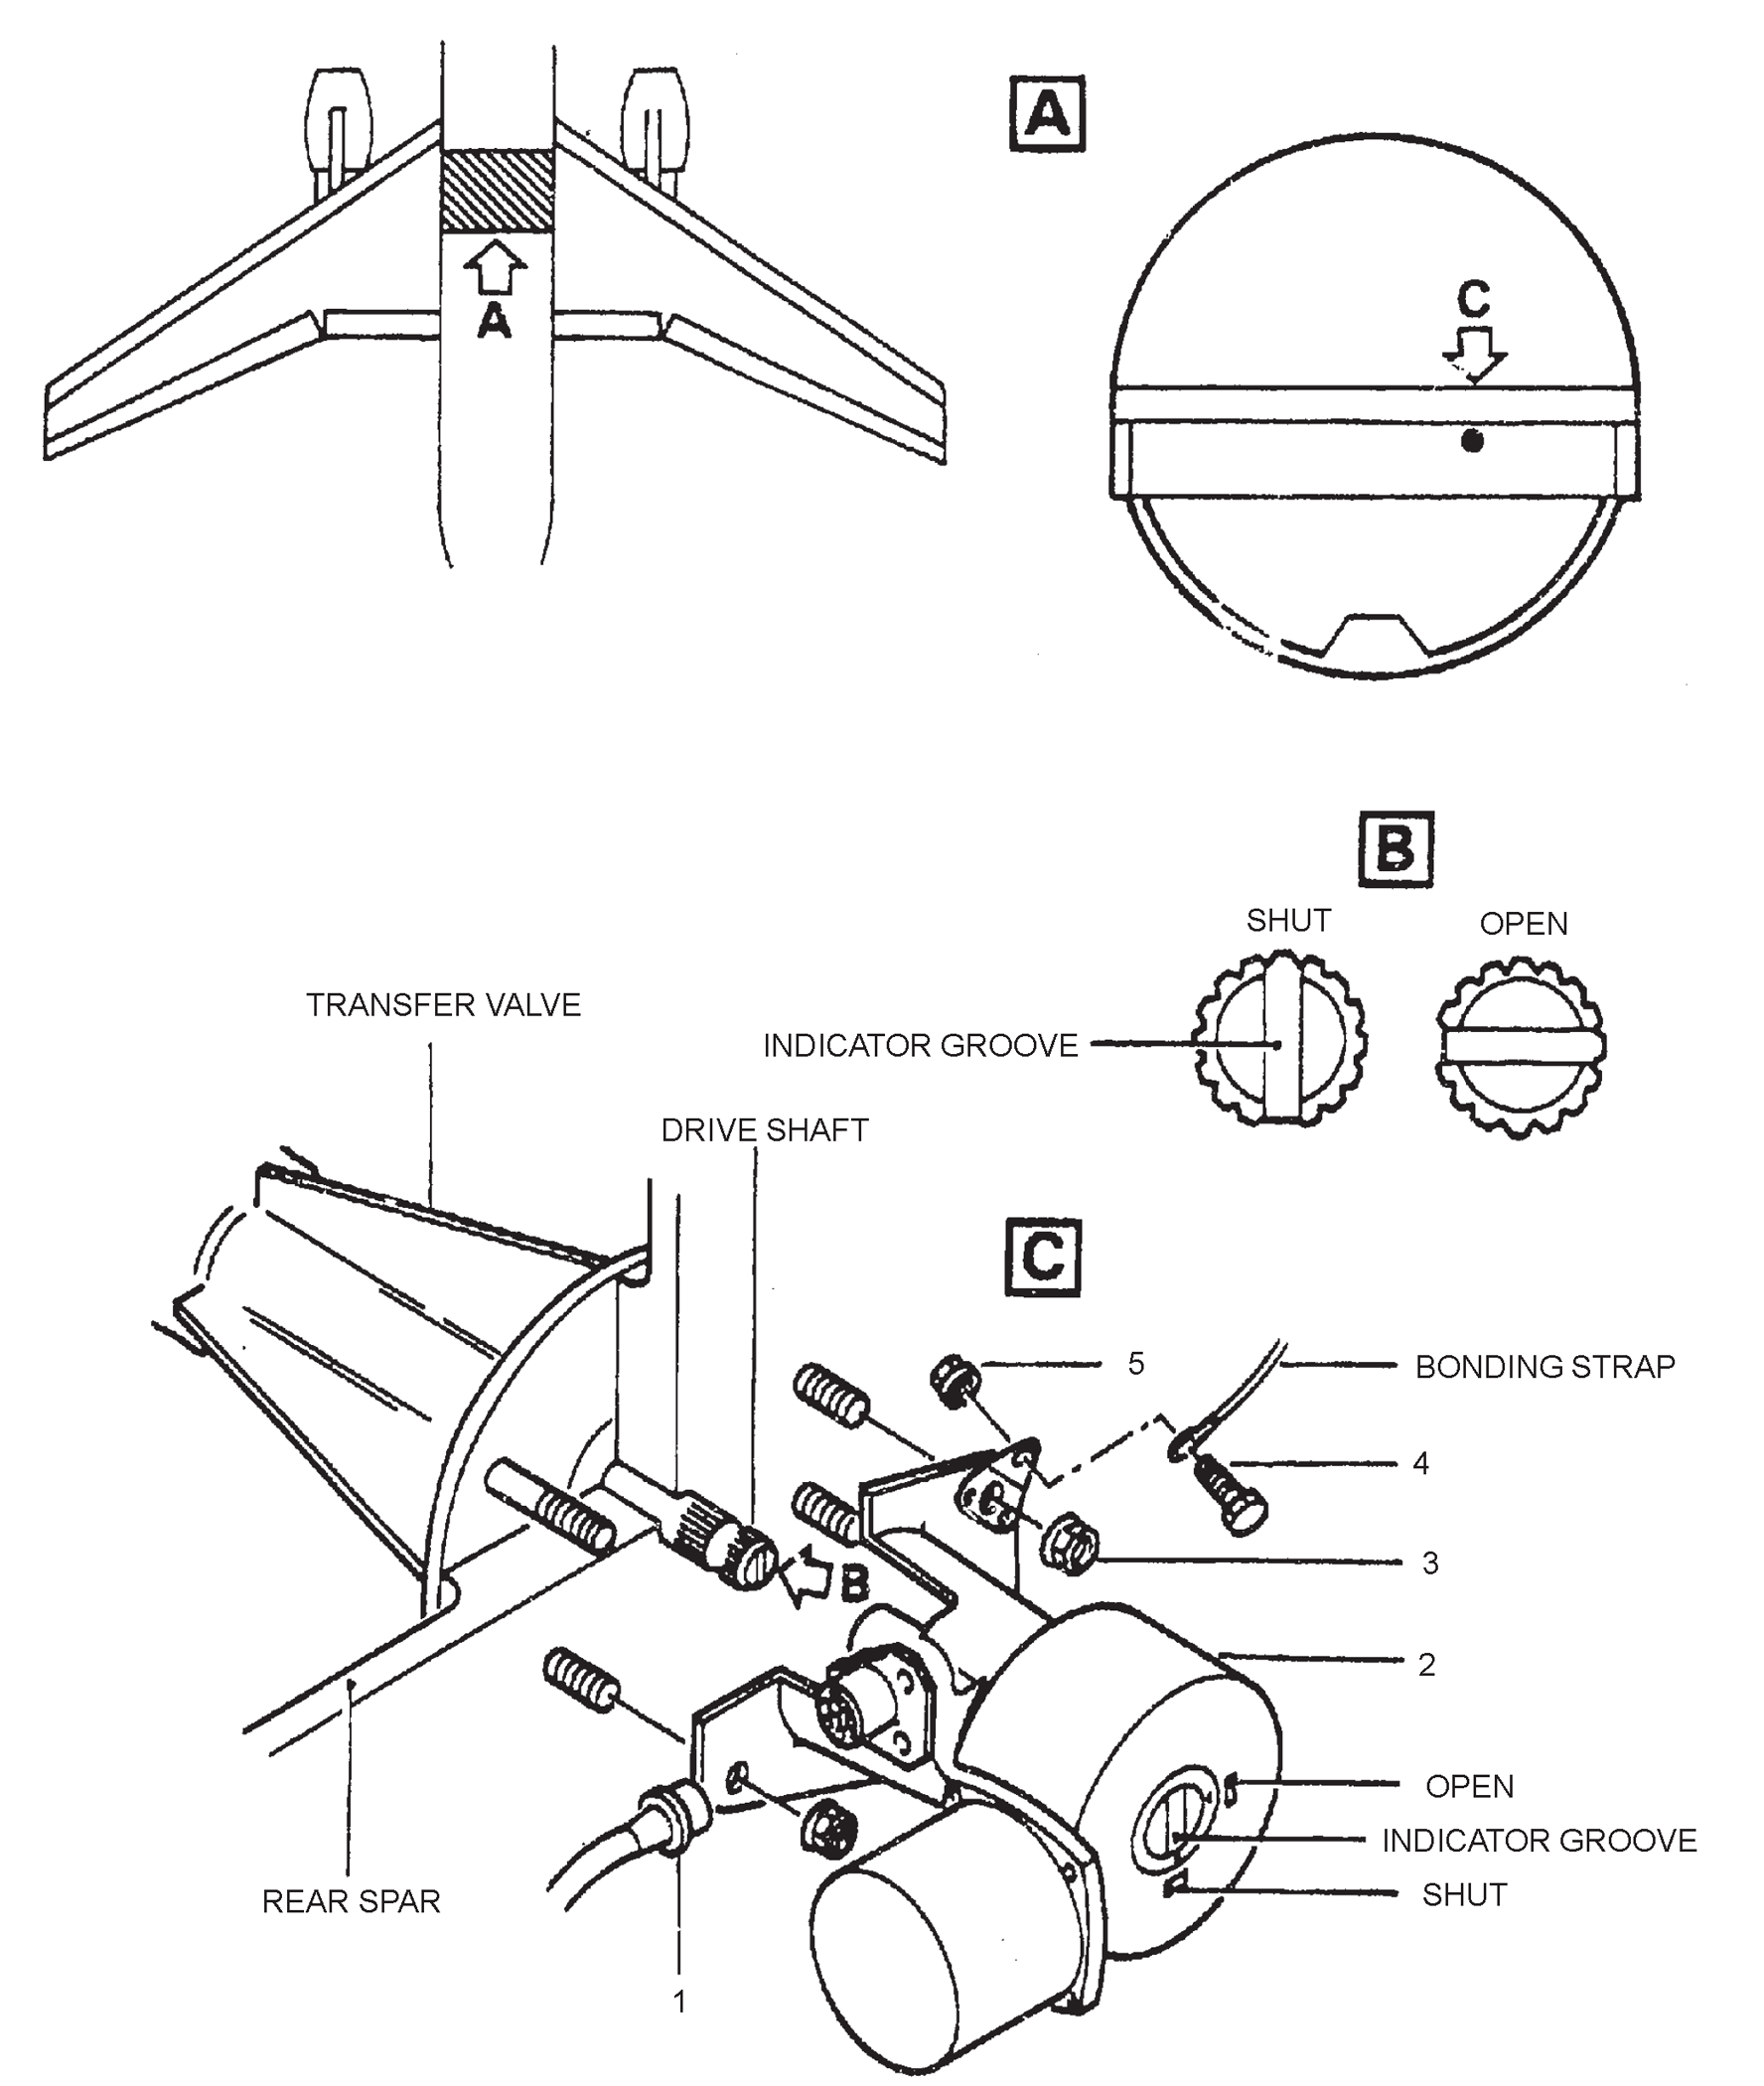 A
A
C
B
SHUT
OPEN
TRANSFER VALVE
INDICATOR GROOVE
DRIVE SHAFT
C
5
BONDING STRAP
4
B
3
2
OPEN
INDICATOR GROOVE
SHUT
REAR SPAR
1